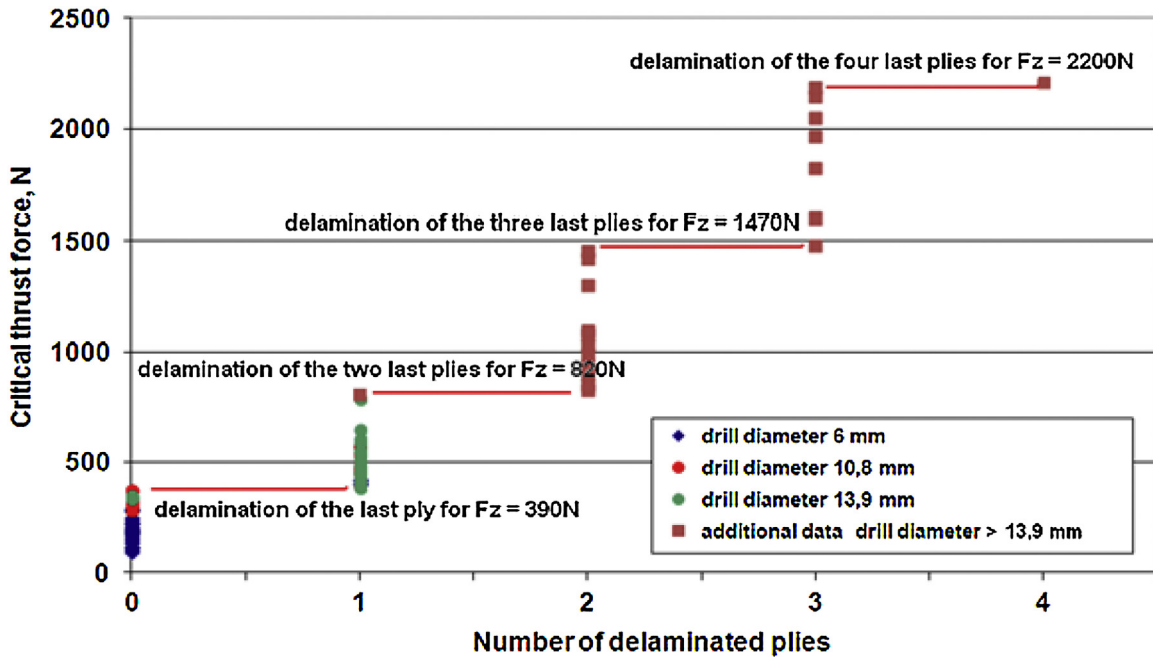 2500
2000
1500
1000
500
0
Critical thrust force, N
delamination of the four last plies for Fz = 2200N
delamination of the three last plies for Fz = 1470N
delamination of the two last plies for Fz = 820N
delamination of the last ply for Fz = 390N
drill diameter 6 mm
drill diameter 10,8 mm
drill diameter 13,9 mm
additional data drill diameter > 13,9 mm
0 1 2 3 4
Number of delaminated plies